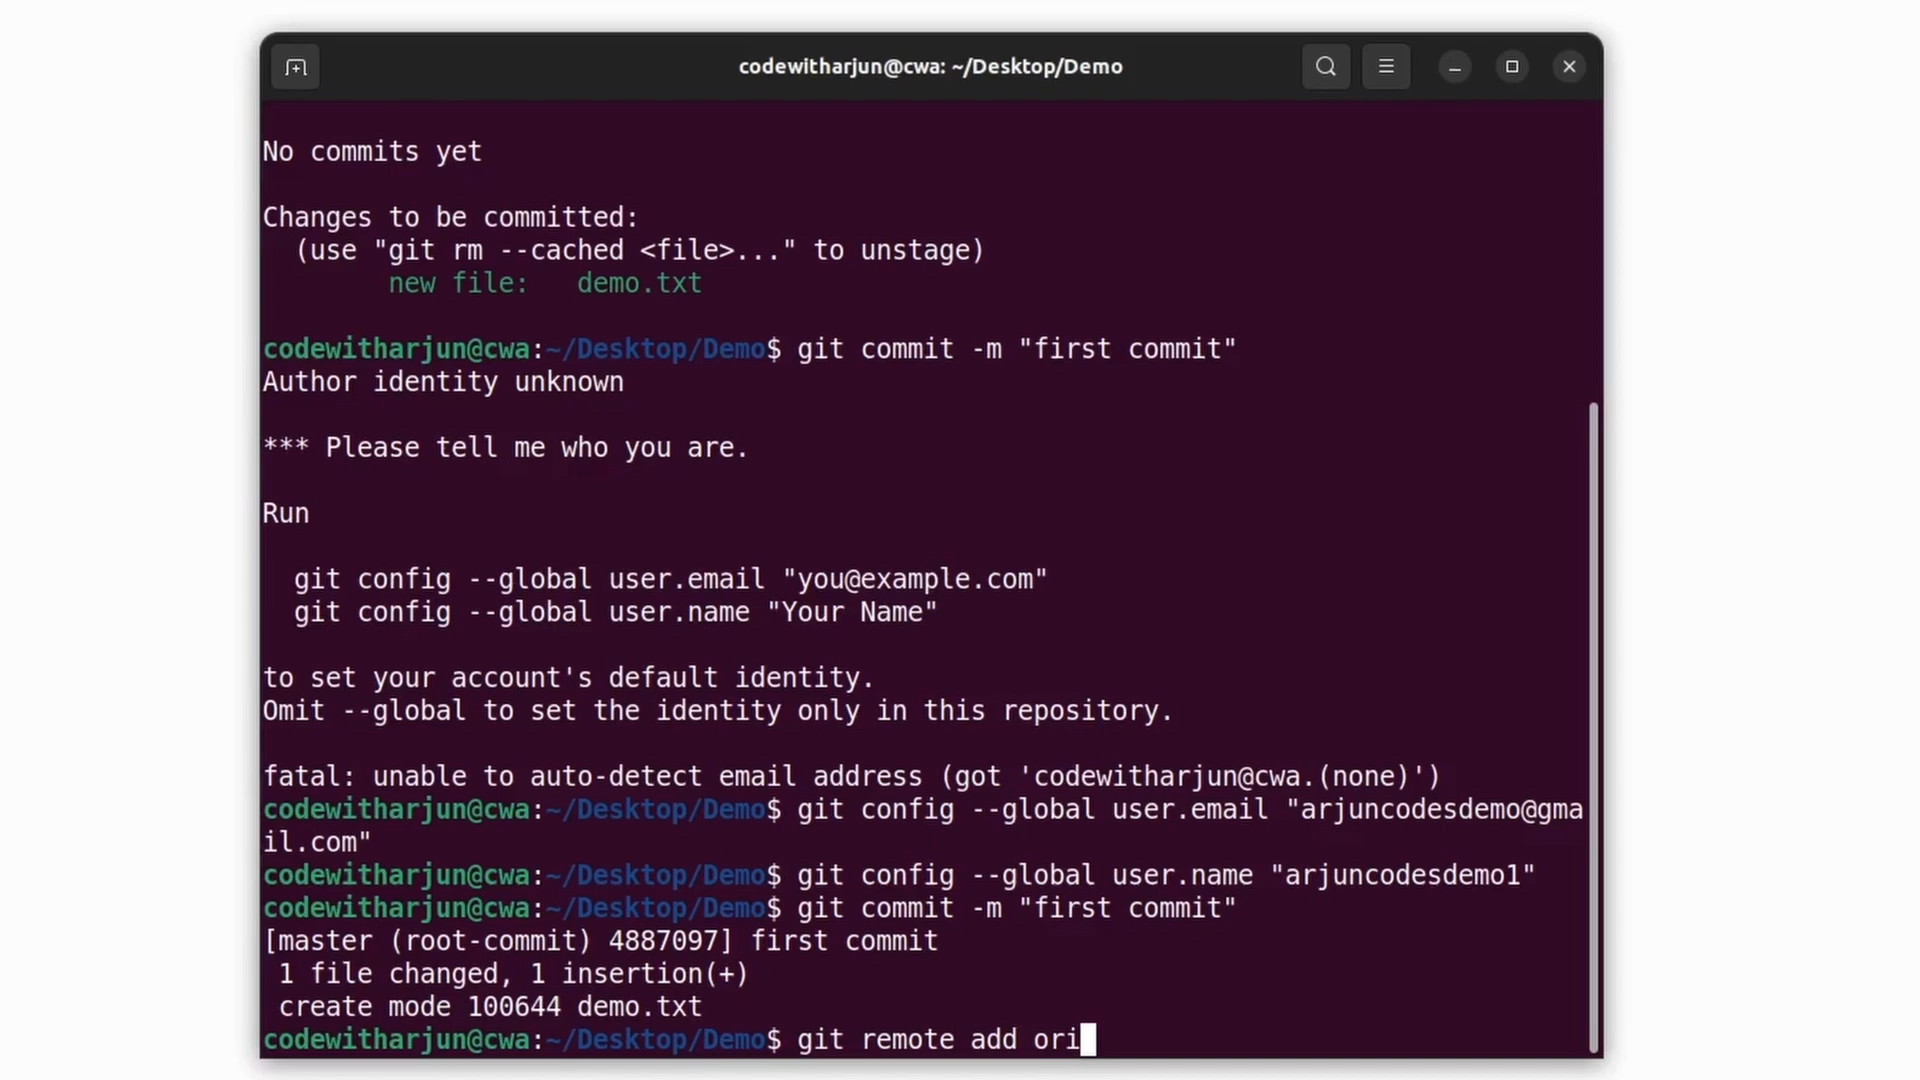 codewitharjun@cwa: ~/Desktop/Demo
No commits yet
Changes to be committed:
  (use "git rm --cached <file>..." to unstage)
        new file:   demo.txt
codewitharjun@cwa:~/Desktop/Demo$ git commit -m "first commit"
Author identity unknown
*** Please tell me who you are.
Run
  git config --global user.email "you@example.com"
  git config --global user.name "Your Name"
to set your account's default identity.
Omit --global to set the identity only in this repository.
fatal: unable to auto-detect email address (got 'codewitharjun@cwa.(none)')
codewitharjun@cwa:~/Desktop/Demo$ git config --global user.email "arjuncodesdemo@gma
il.com"
codewitharjun@cwa:~/Desktop/Demo$ git config --global user.name "arjuncodesdemo1"
codewitharjun@cwa:~/Desktop/Demo$ git commit -m "first commit"
[master (root-commit) 4887097] first commit
 1 file changed, 1 insertion(+)
 create mode 100644 demo.txt
codewitharjun@cwa:~/Desktop/Demo$ git remote add ori